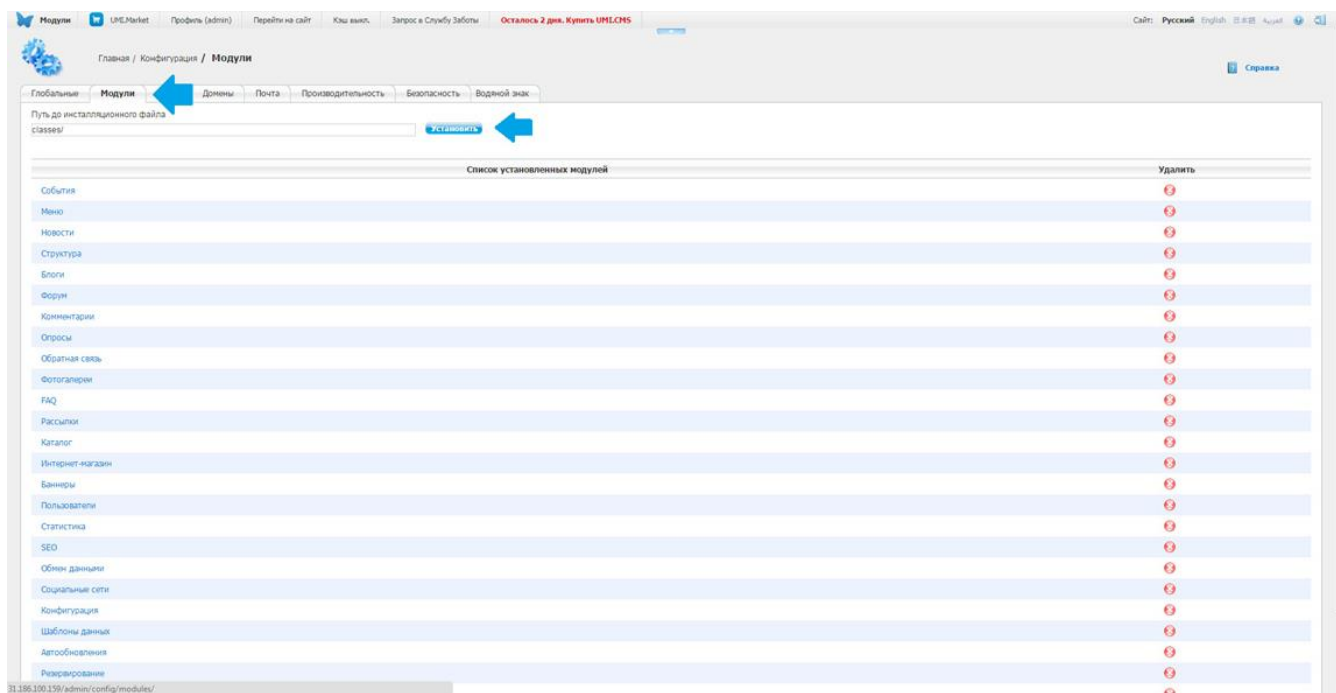 Модули UMI.Market Профиль (admin) Перейти на сайт Кэш выкл. Запрос в Службу Заботы Осталось 2 дня. Купить UMI.CMS Сайт: Русский English 日本語 العربية
Главная / Конфигурация / Модули
Справка
Глобальные Модули Домены Почта Производительность Безопасность Водяной знак
Путь до инсталляционного файла
classes/ Установить
Список установленных модулей Удалить
События
Меню
Новости
Структура
Блоги
Форум
Комментарии
Опросы
Обратная связь
Фотогалереи
FAQ
Рассылки
Каталог
Интернет-магазин
Баннеры
Пользователи
Статистика
SEO
Обмен данными
Социальные сети
Конфигурация
Шаблоны данных
Автообновления
Резервирование
31.186.100.159/admin/config/modules/